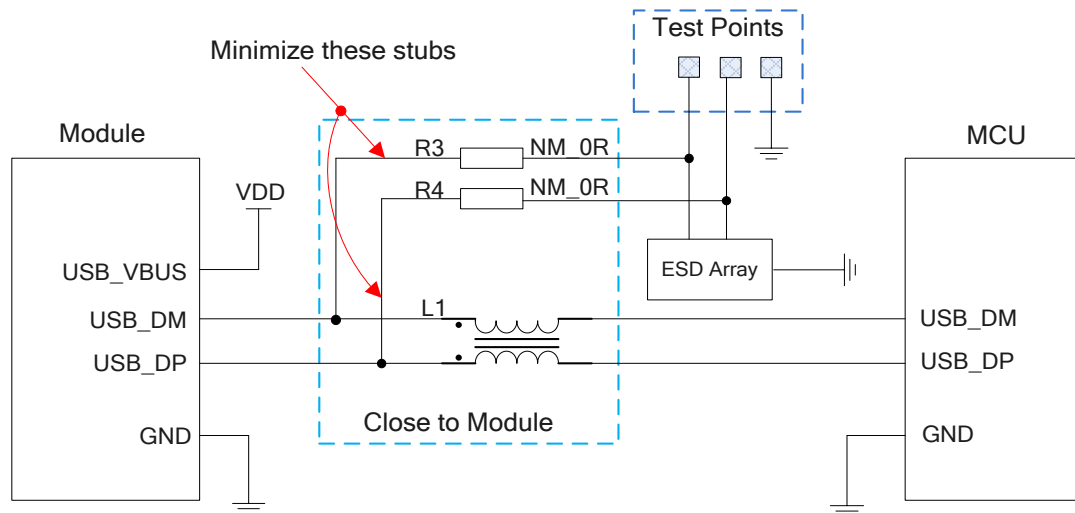 Test Points
Minimize these stubs
Module
MCU
R3
NM_0R
R4
NM_0R
VDD
USB_VBUS
ESD Array
L1
USB_DM
USB_DM
USB_DP
USB_DP
Close to Module
GND
GND